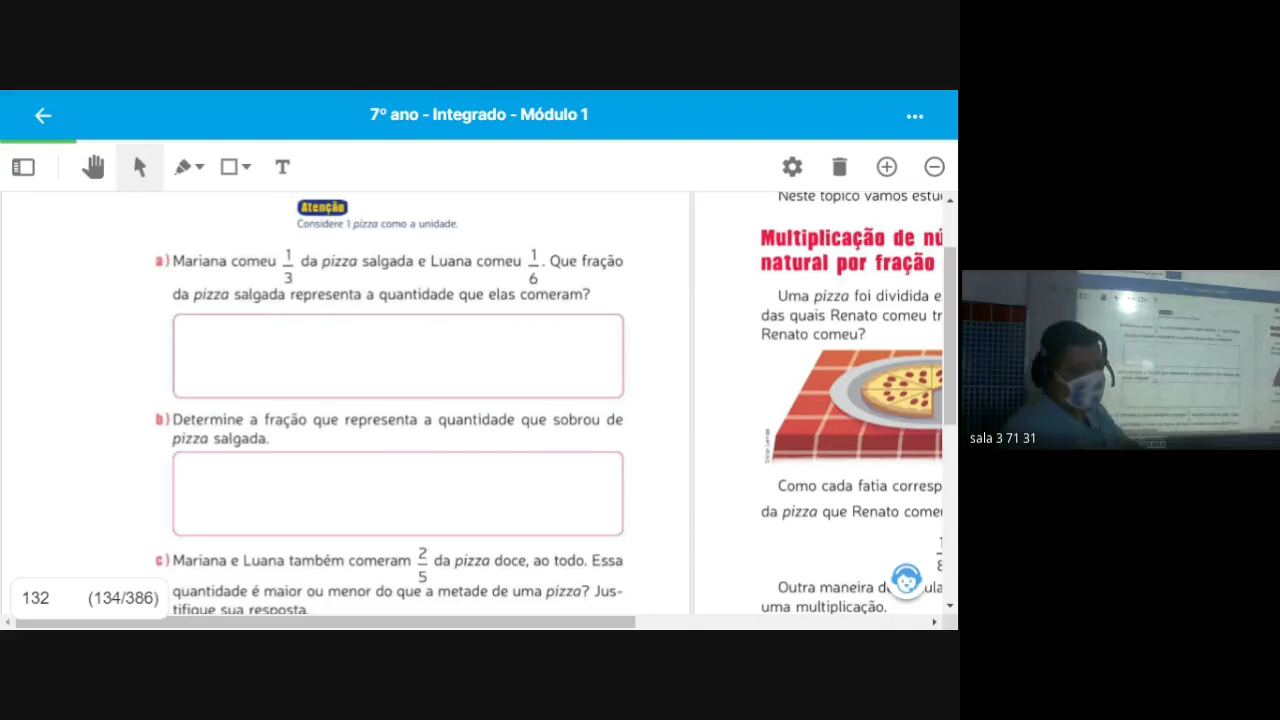 7º ano - Integrado - Módulo 1
Atenção
Considere 1 pizza como a unidade.
a) Mariana comeu 1/3 da pizza salgada e Luana comeu 1/6. Que fração
da pizza salgada representa a quantidade que elas comeram?
b) Determine a fração que representa a quantidade que sobrou de
pizza salgada.
c) Mariana e Luana também comeram 2/5 da pizza doce, ao todo. Essa
quantidade é maior ou menor do que a metade de uma pizza? Jus-
tifique sua resposta.
132 (134/386)
Neste tópico vamos estu
Multiplicação de nú
natural por fração
Uma pizza foi dividida e
das quais Renato comeu tr
Renato comeu?
Como cada fatia corresp
da pizza que Renato come
1/8
Outra maneira d
uma multiplicação.
sala 3 71 31